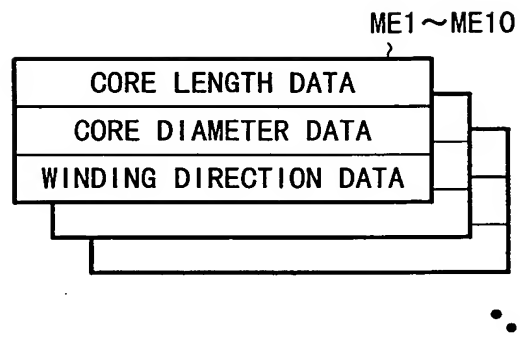 ME1～ME10
CORE LENGTH DATA
CORE DIAMETER DATA
WINDING DIRECTION DATA